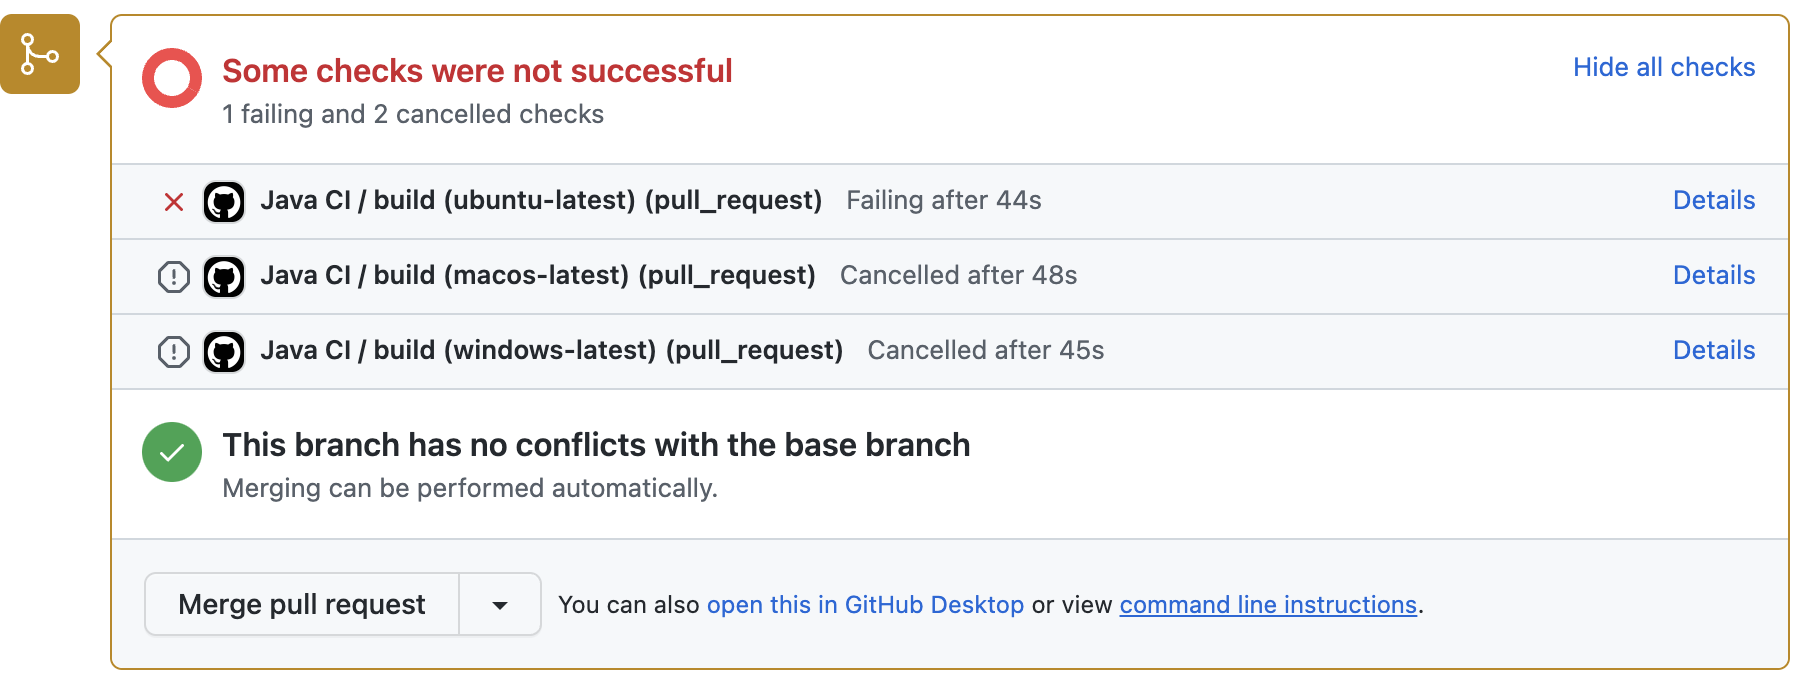 Some checks were not successful
Hide all checks
1 failing and 2 cancelled checks
Java CI / build (ubuntu-latest) (pull_request) Failing after 44s Details
Java CI / build (macos-latest) (pull_request) Cancelled after 48s Details
Java CI / build (windows-latest) (pull_request) Cancelled after 45s Details
This branch has no conflicts with the base branch
Merging can be performed automatically.
Merge pull request You can also open this in GitHub Desktop or view command line instructions.